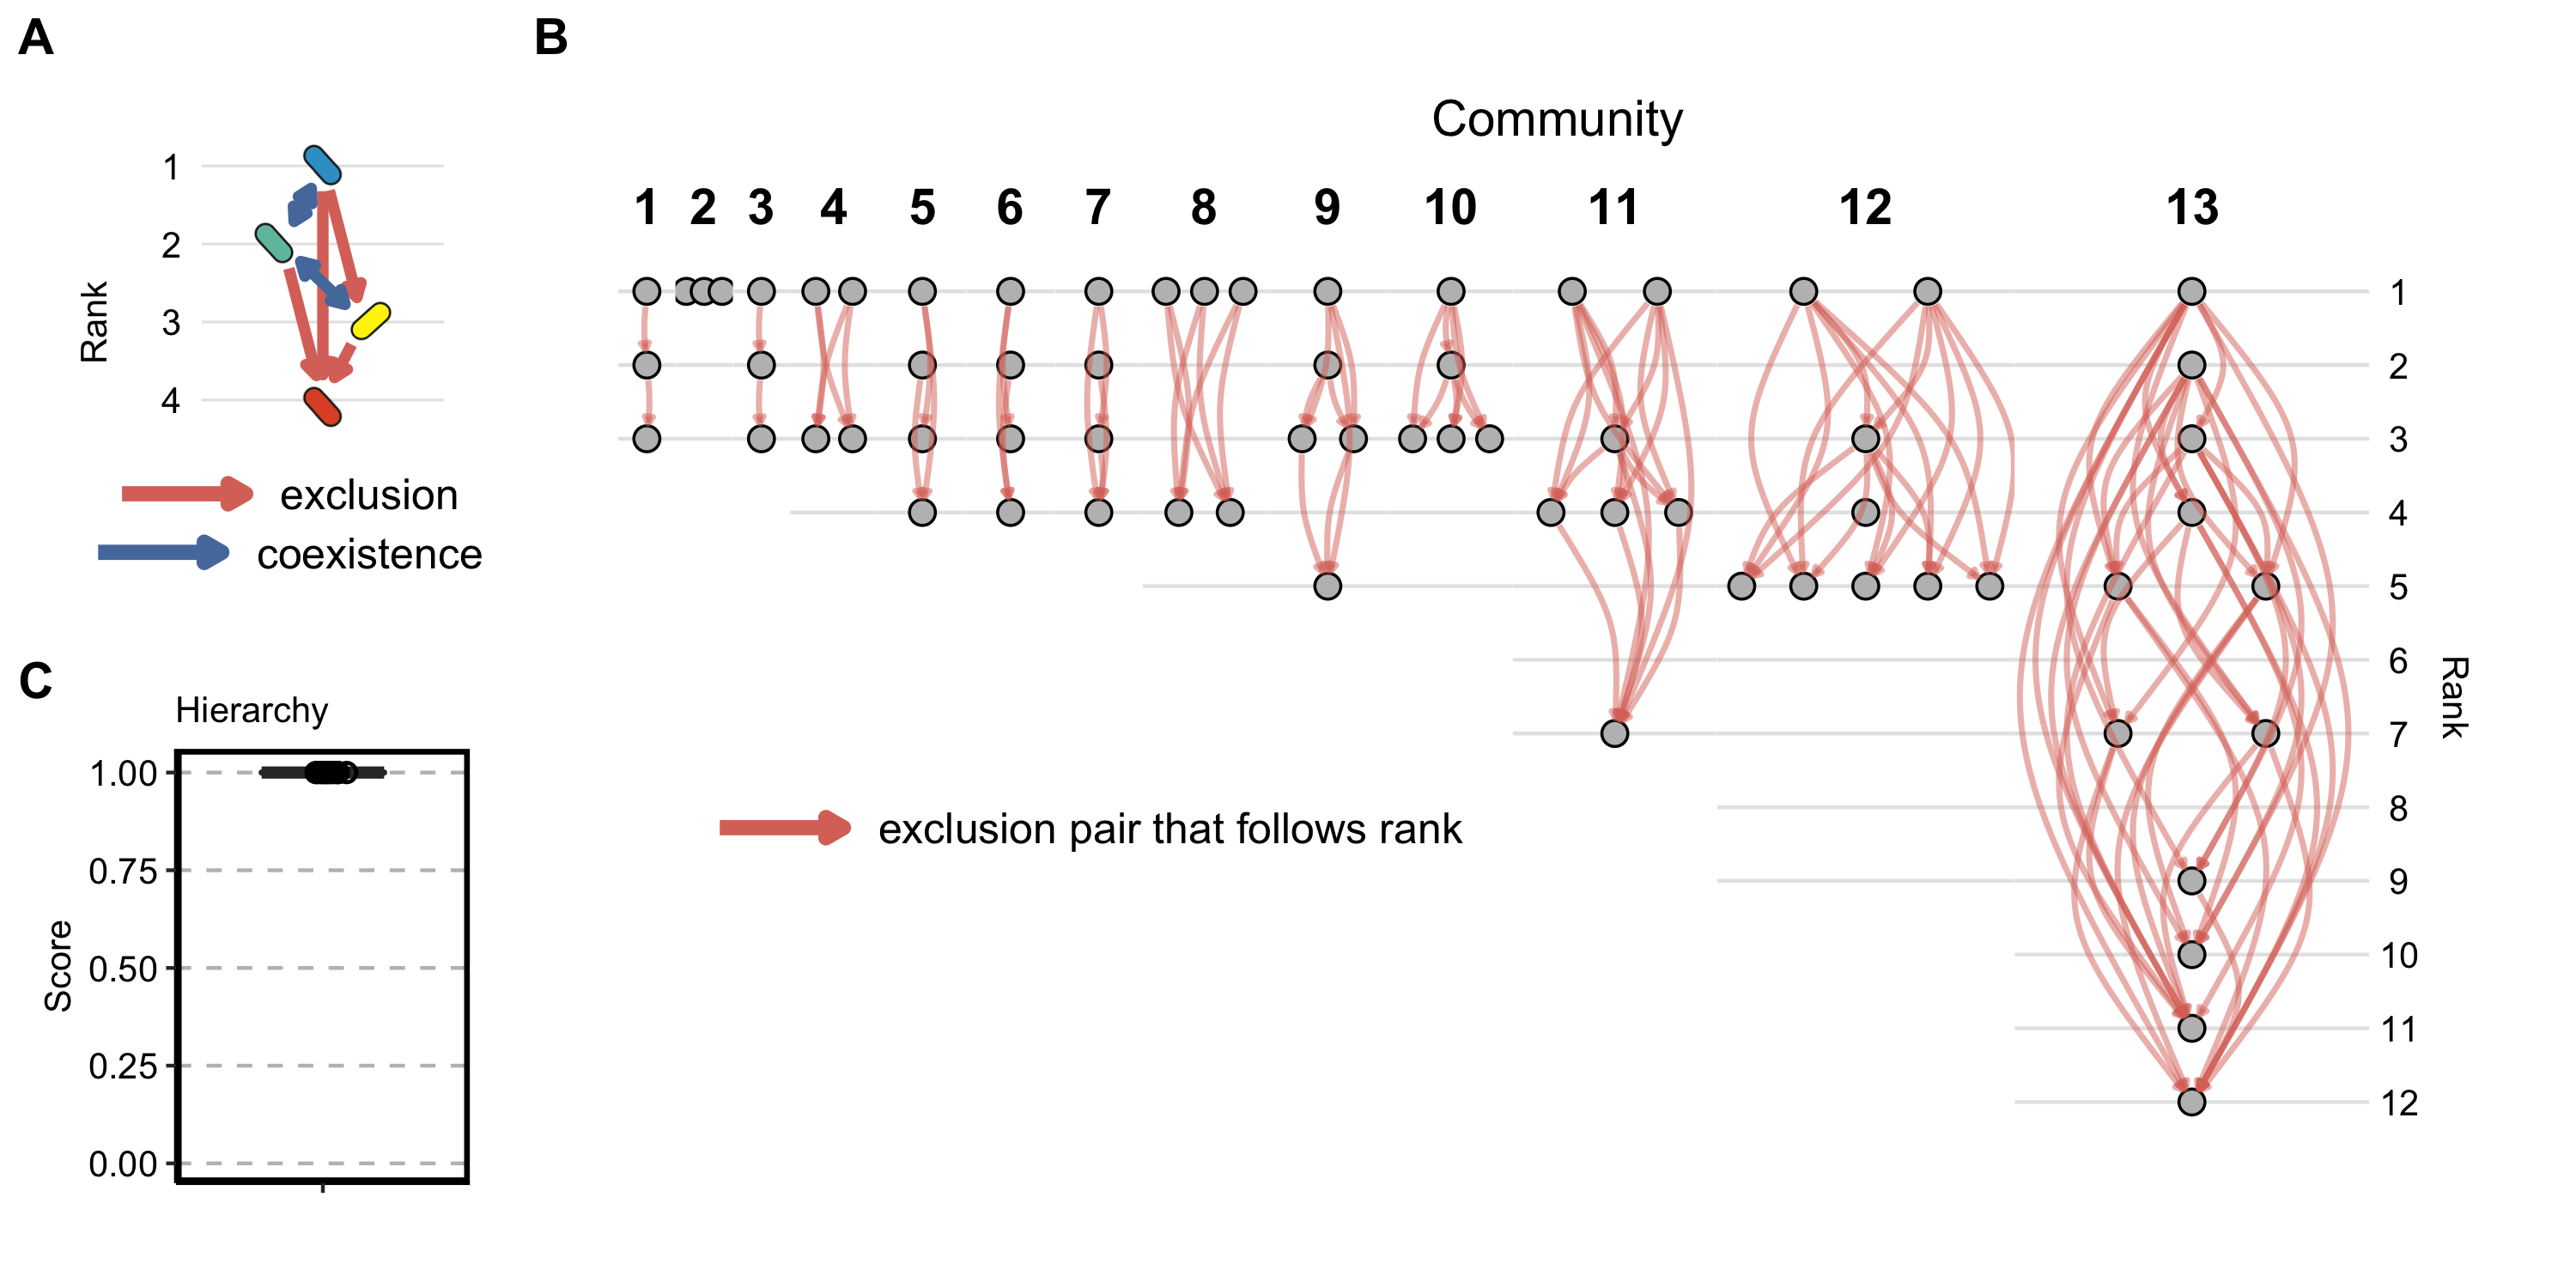 A
Rank
1
2
3
4
exclusion
coexistence
B
Community
1 2 3 4 5 6 7 8 9 10 11 12 13
1
2
3
4
5
6
7
8
9
10
11
12
Rank
exclusion pair that follows rank
C
Hierarchy
Score
1.00
0.75
0.50
0.25
0.00